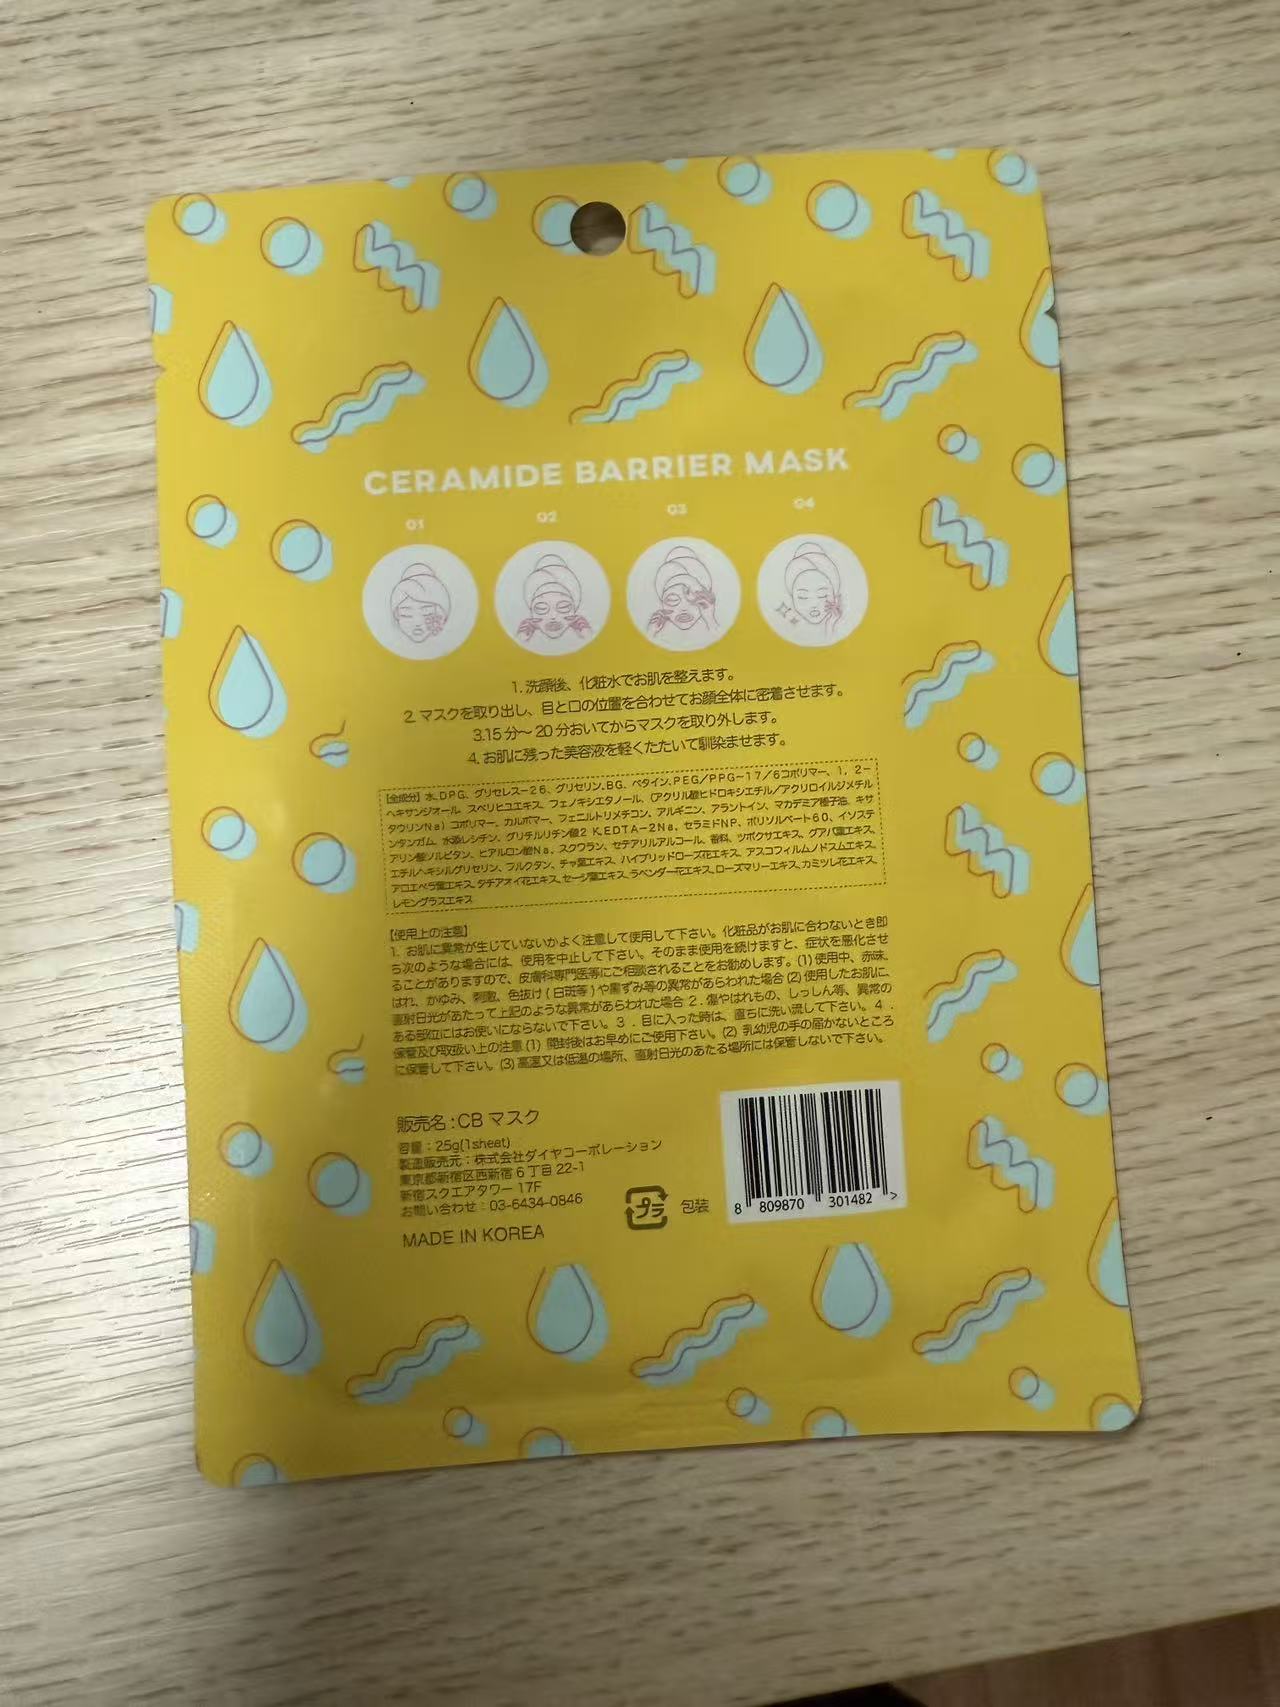 CERAMIDE BARRIER MASK
01 02 03 04
1. 洗顔後、化粧水でお肌を整えます。
2. マスクを取り出し、目と口の位置を合わせてお顔全体に密着させます。
3.15 分～ 20 分おいてからマスクを取り外します。
4. お肌に残った美容液を軽くたたいて馴染ませます。
【全成分】水、DPG、グリセレス－26、グリセリン、BG、ベタイン、PEG／PPG－17／6コポリマー、1，2－
ヘキサンジオール、スベリヒユエキス、フェノキシエタノール、（アクリル酸ヒドロキシエチル／アクリロイルジメチル
タウリンNa）コポリマー、カルボマー、フェニルトリメチコン、アルギニン、アラントイン、マカデミア種子油、キサ
ンタンガム、水添レシチン、グリチルリチン酸2 K、EDTA－2Na、セラミドNP、ポリソルベート60、イソステ
アリン酸ソルビタン、ヒアルロン酸Na、スクワラン、セテアリルアルコール、香料、ツボクサエキス、グアバ葉エキス、
エチルヘキシルグリセリン、フルクタン、チャ葉エキス、ハイブリッドローズ花エキス、アスコフィルムノドスムエキス、
アロエベラ葉エキス、タチアオイ花エキス、セージ葉エキス、ラベンダー花エキス、ローズマリーエキス、カミツレ花エキス、
レモングラスエキス
【使用上の注意】
1. お肌に異常が生じていないかよく注意して使用して下さい。化粧品がお肌に合わないとき即
ち次のような場合には、使用を中止して下さい。そのまま使用を続けますと、症状を悪化させ
ることがありますので、皮膚科専門医等にご相談されることをお勧めします。(1) 使用中、赤味、
はれ、かゆみ、刺激、色抜け ( 白斑等 ) や黒ずみ等の異常があらわれた場合 (2) 使用したお肌に、
直射日光があたって上記のような異常があらわれた場合 2 . 傷やはれもの、しっしん等、異常の
ある部位にはお使いにならないで下さい。3 . 目に入った時は、直ちに洗い流して下さい。4 .
保管及び取扱い上の注意 (1) 開封後はお早めにご使用下さい。(2) 乳幼児の手の届かないところ
に保管して下さい。(3) 高温又は低温の場所、直射日光のあたる場所には保管しないで下さい。
販売名 : CB マスク
容量 : 25g(1sheet)
製造販売元 : 株式会社ダイヤコーポレーション
東京都新宿区西新宿 6 丁目 22-1
新宿スクエアタワー 17F
お問い合わせ : 03-6434-0846
MADE IN KOREA
プラ 包装
8 809870 301482 >